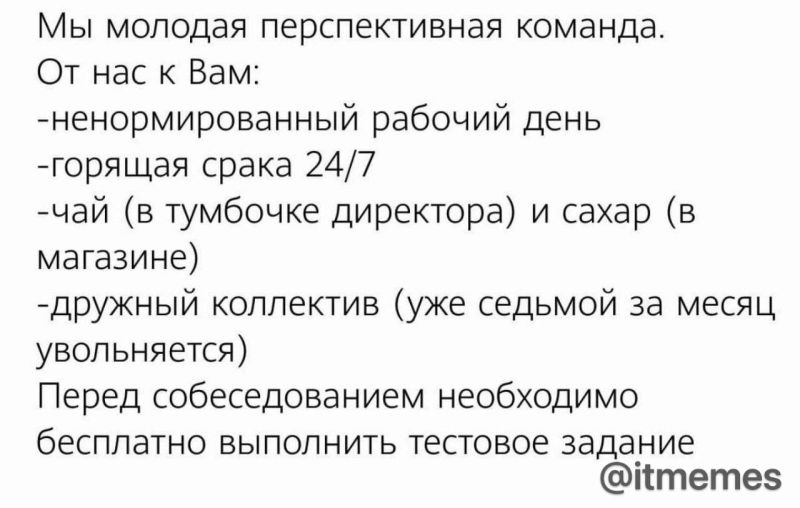 Мы молодая перспективная команда.
От нас к Вам:
-ненормированный рабочий день
-горящая срака 24/7
-чай (в тумбочке директора) и сахар (в
магазине)
-дружный коллектив (уже седьмой за месяц
увольняется)
Перед собеседованием необходимо
бесплатно выполнить тестовое задание
@itmemes